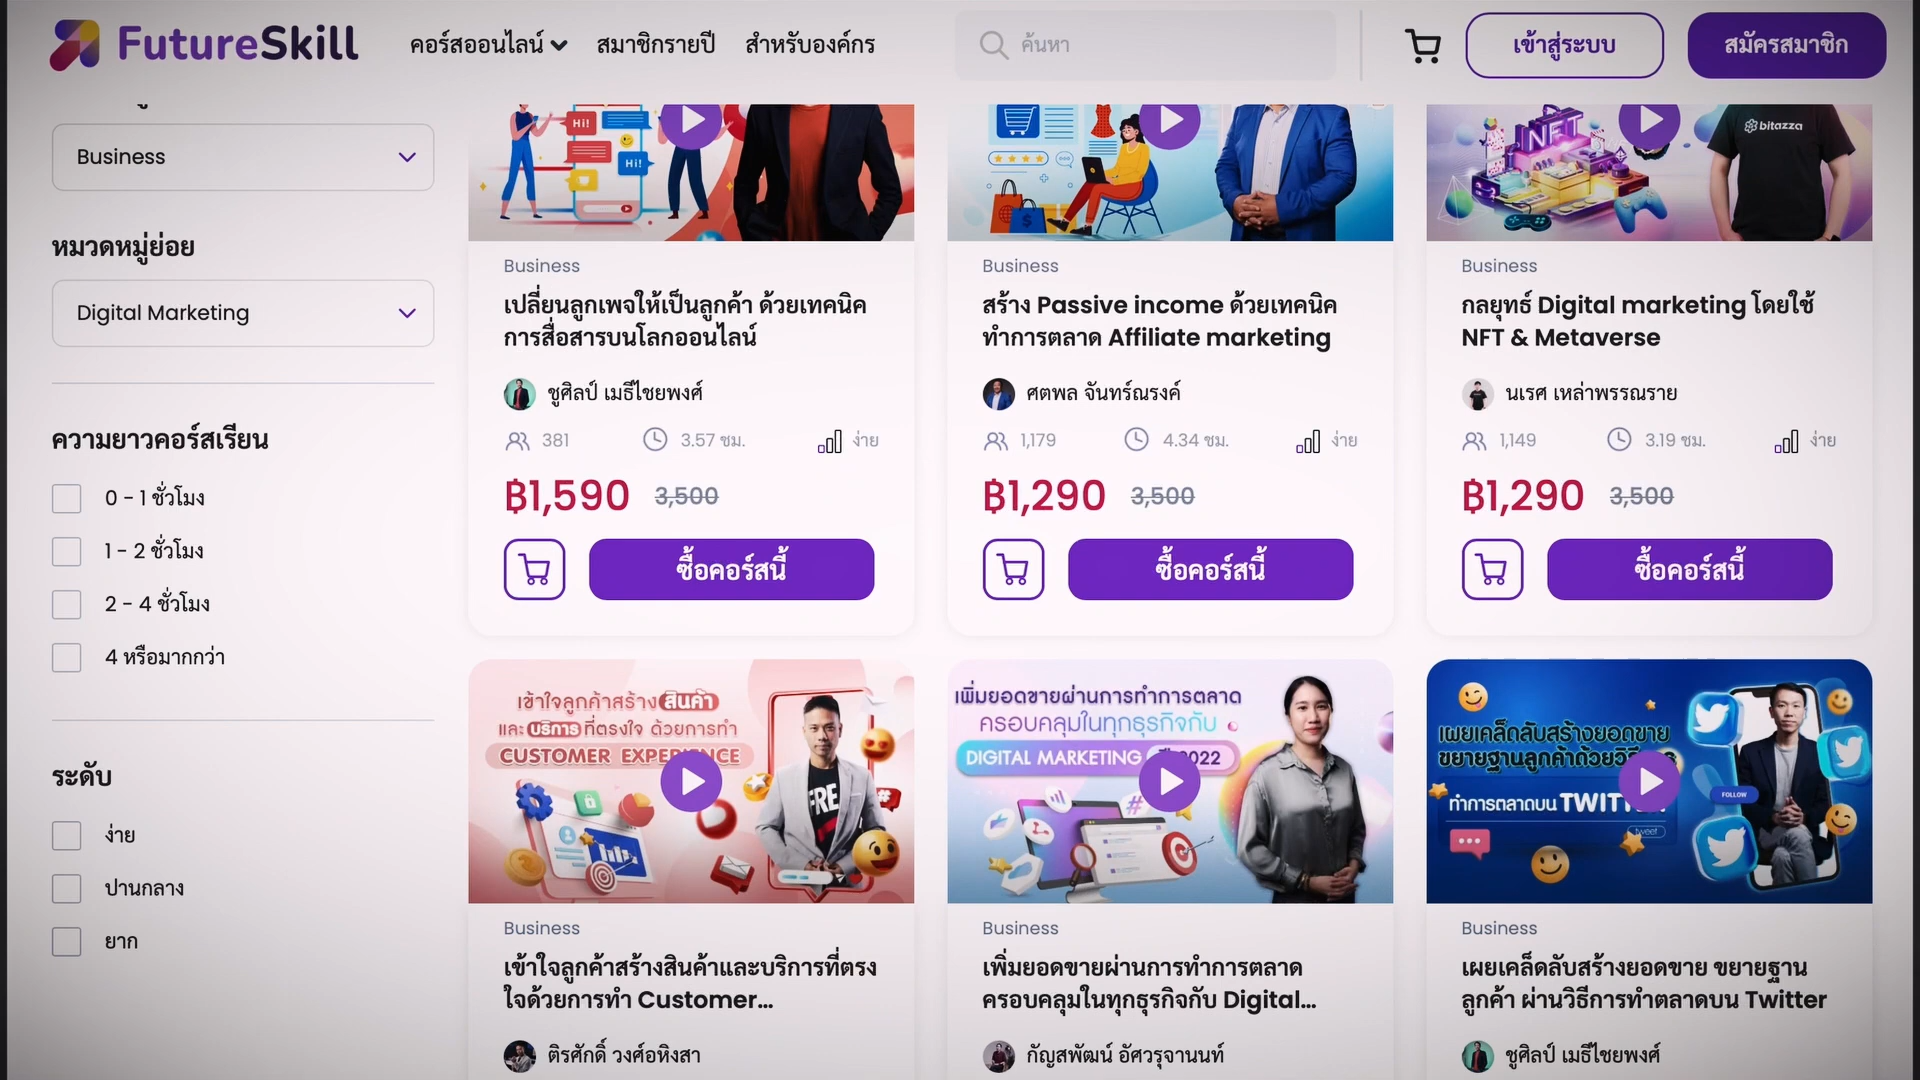 FutureSkill
คอร์สออนไลน์
สมาชิกรายปี
สำหรับองค์กร
ค้นหา
เข้าสู่ระบบ
สมัครสมาชิก
Business
หมวดหมู่ย่อย
Digital Marketing
ความยาวคอร์สเรียน
0 - 1 ชั่วโมง
1 - 2 ชั่วโมง
2 - 4 ชั่วโมง
4 หรือมากกว่า
ระดับ
ง่าย
ปานกลาง
ยาก
Hi!
Hi!
Business
เปลี่ยนลูกเพจให้เป็นลูกค้า ด้วยเทคนิค
การสื่อสารบนโลกออนไลน์
ชูศิลป์ เมธีไชยพงศ์
381
3.57 ชม.
ง่าย
฿1,590 3,500
ซื้อคอร์สนี้
Business
สร้าง Passive income ด้วยเทคนิค
ทำการตลาด Affiliate marketing
ศตพล จันทร์ณรงค์
1,179
4.34 ชม.
ง่าย
฿1,290 3,500
ซื้อคอร์สนี้
NFT
bitazza
Business
กลยุทธ์ Digital marketing โดยใช้
NFT & Metaverse
นเรศ เหล่าพรรณราย
1,149
3.19 ชม.
ง่าย
฿1,290 3,500
ซื้อคอร์สนี้
เข้าใจลูกค้าสร้างสินค้า
และบริการที่ตรงใจ ด้วยการทำ
CUSTOMER EXPERIENCE
FRE
Business
เข้าใจลูกค้าสร้างสินค้าและบริการที่ตรง
ใจด้วยการทำ Customer...
ติรศักดิ์ วงศ์อหิงสา
เพิ่มยอดขายผ่านการทำการตลาด
ครอบคลุมในทุกธุรกิจกับ
DIGITAL MARKETING ปี 2022
Business
เพิ่มยอดขายผ่านการทำการตลาด
ครอบคลุมในทุกธุรกิจกับ Digital...
กัญสพัฒน์ อัศวรุจานนท์
เผยเคล็ดลับสร้างยอดขาย
ขยายฐานลูกค้าด้วยวิธี
ทำการตลาดบน TWIT
FOLLOW
tweet
Business
เผยเคล็ดลับสร้างยอดขาย ขยายฐาน
ลูกค้า ผ่านวิธีการทำตลาดบน Twitter
ชูศิลป์ เมธีไชยพงศ์